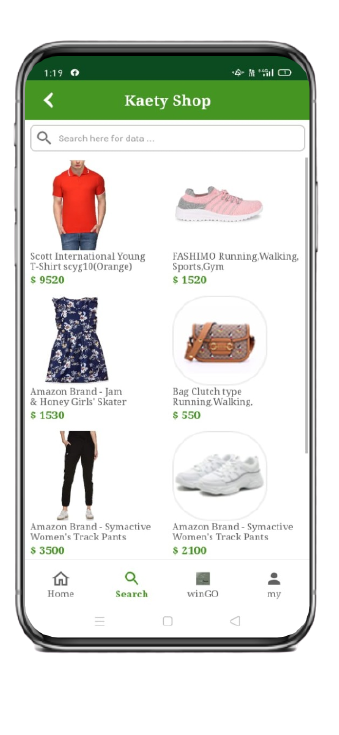 1:19
Kaety Shop
Search here for data ...
Scott International Young
T-Shirt scyg10(Orange)
$ 9520
FASHIMO Running,Walking,
Sports,Gym
$ 1520
Amazon Brand - Jam
& Honey Girls' Skater
$ 1530
Bag Clutch type
Running,Walking,
$ 550
Amazon Brand - Symactive
Women's Track Pants
$ 3500
Amazon Brand - Symactive
Women's Track Pants
$ 2100
Home
Search
winGO
my